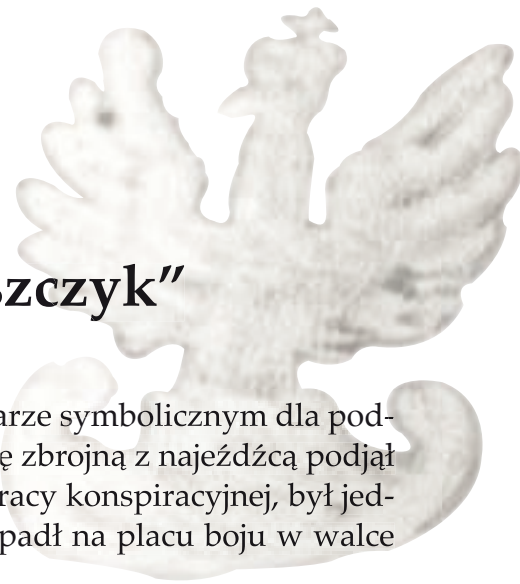 szczyk”
arze symbolicznym dla pod-
ę zbrojną z najeźdźcą podjął
racy konspiracyjnej, był jed-
padł na placu boju w walce